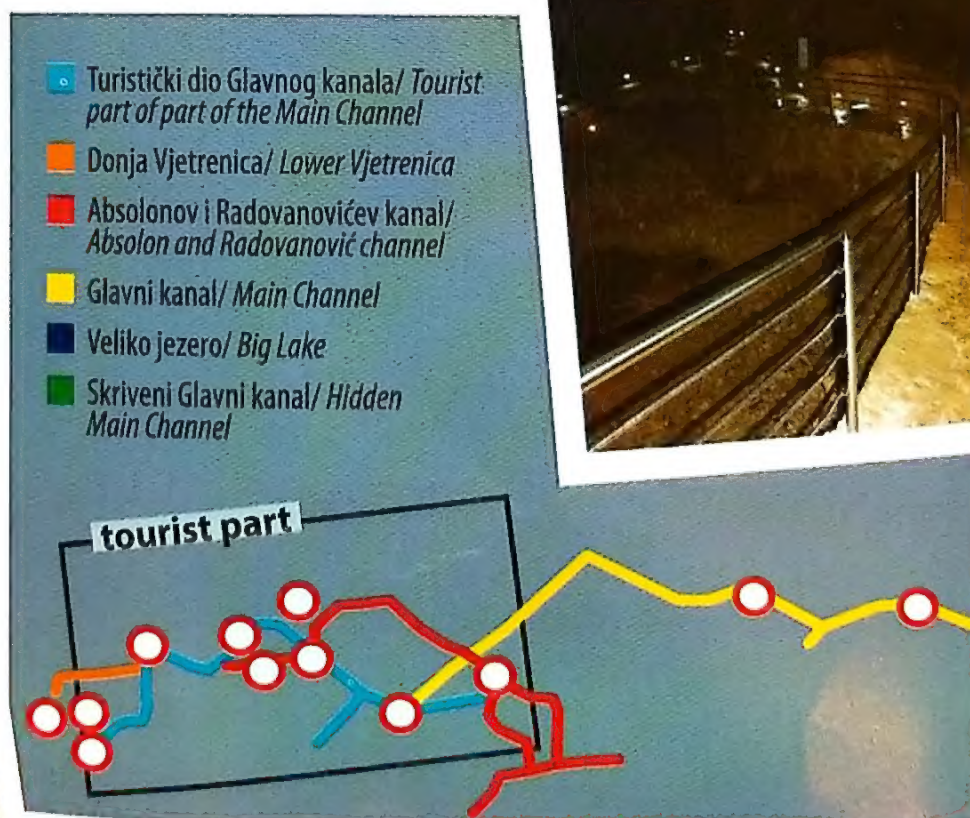 Turistički dio Glavnog kanala/ Tourist
part of part of the Main Channel
Donja Vjetrenica/ Lower Vjetrenica
Absolonov i Radovanovićev kanal/
Absolon and Radovanović channel
Glavni kanal/ Main Channel
Veliko jezero/ Big Lake
Skriveni Glavni kanal/ Hidden
Main Channel
tourist part